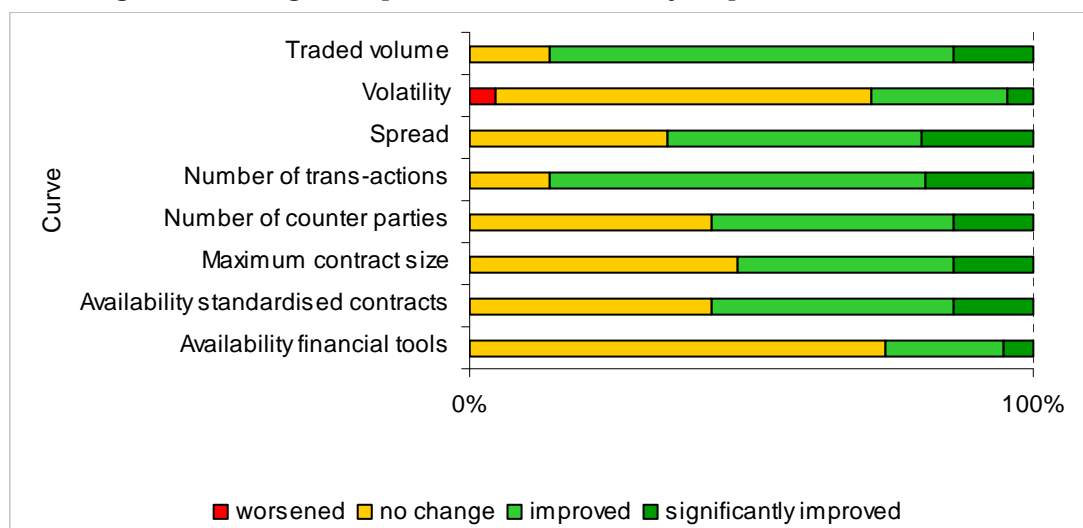 Traded volume
Volatility
Spread
Number of trans-actions
Number of counter parties
Maximum contract size
Availability standardised contracts
Availability financial tools
Curve
0% 100%
worsened no change improved significantly improved